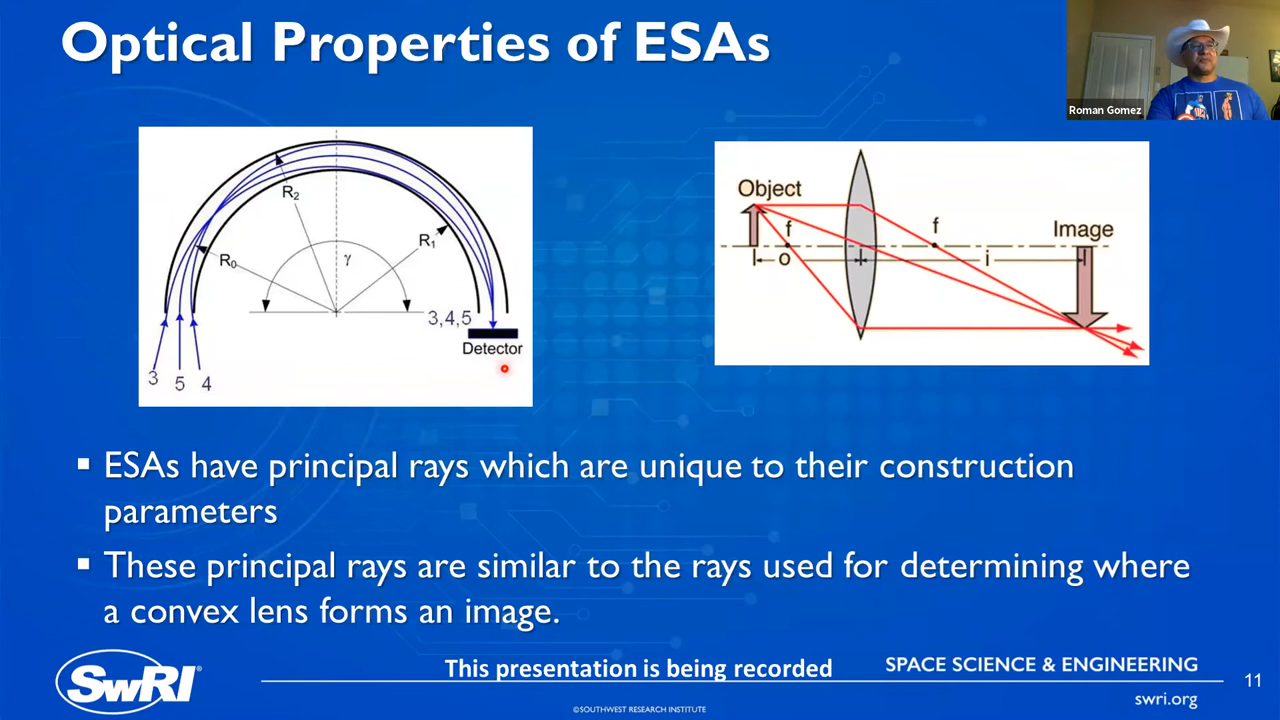 Optical Properties of ESAs
Roman Gomez
R₂
R₁
R₀
γ
3,4,5
Detector
3 5 4
Object
f
f
Image
o
i
▪ ESAs have principal rays which are unique to their construction
parameters
▪ These principal rays are similar to the rays used for determining where
a convex lens forms an image.
SwRI®
This presentation is being recorded
SPACE SCIENCE & ENGINEERING
11
swri.org
©SOUTHWEST RESEARCH INSTITUTE